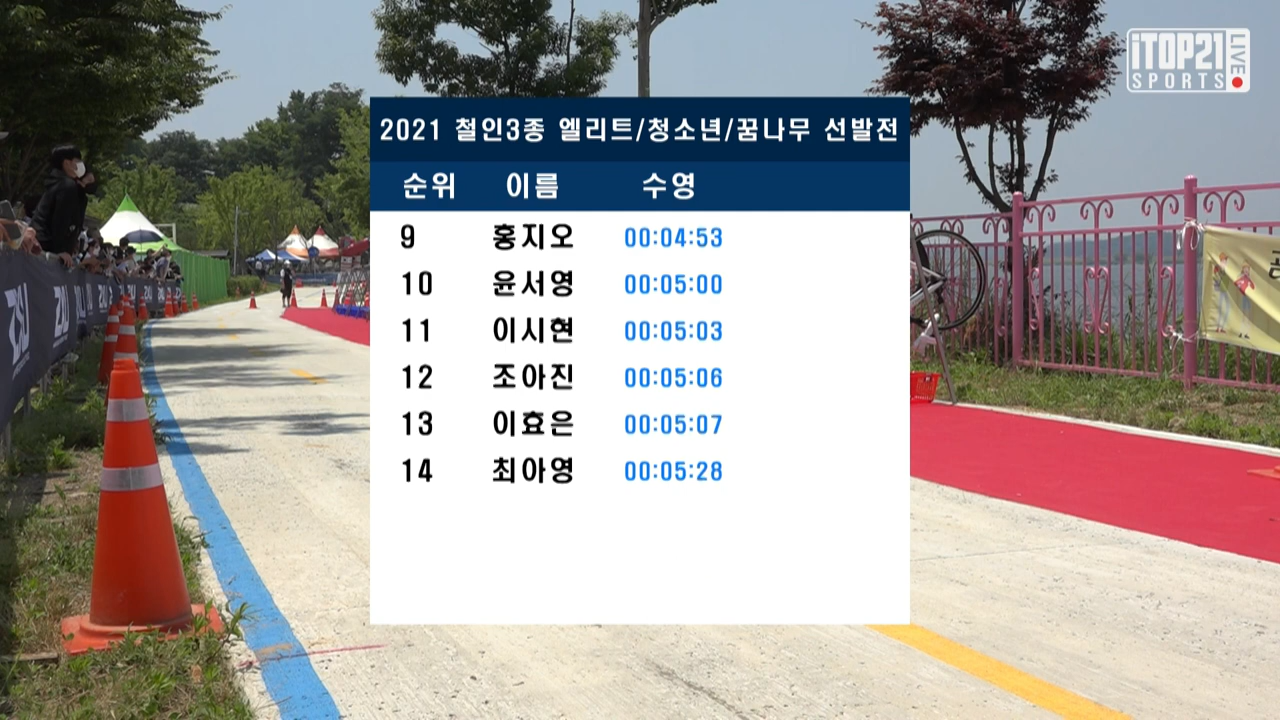 iTOP21
SPORTS
LIVE
2021 철인3종 엘리트/청소년/꿈나무 선발전
순위 이름 수영
9 홍지오 00:04:53
10 윤서영 00:05:00
11 이시현 00:05:03
12 조아진 00:05:06
13 이효은 00:05:07
14 최아영 00:05:28